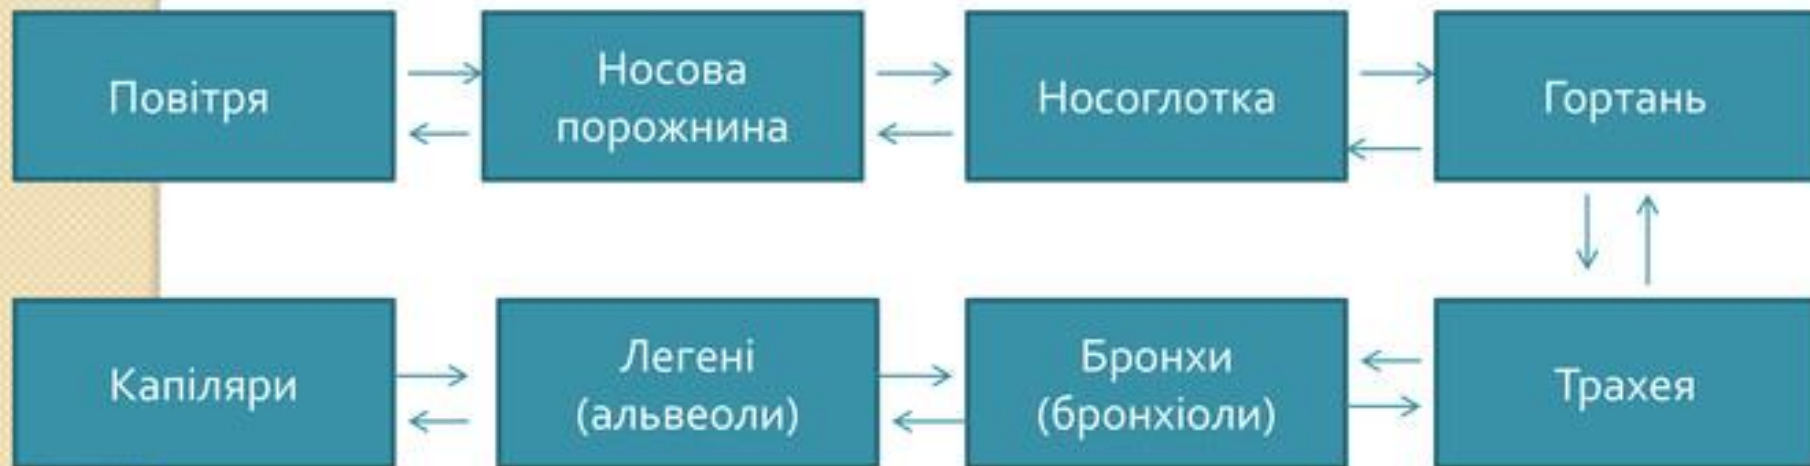 Повітря
Носова
порожнина
Носоглотка
Гортань
Капіляри
Легені
(альвеоли)
Бронхи
(бронхіоли)
Трахея